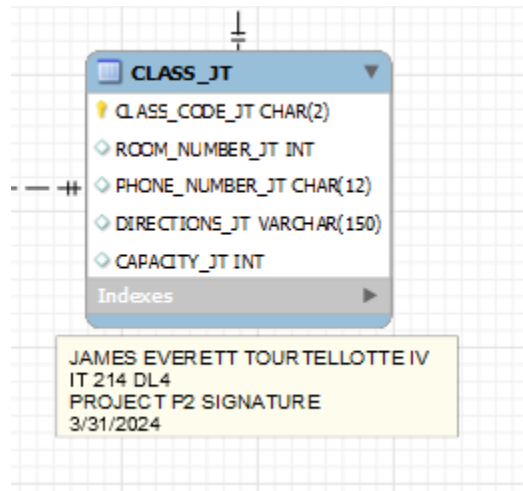 CLASS_JT
CLASS_CODE_JT CHAR(2)
ROOM_NUMBER_JT INT
PHONE_NUMBER_JT CHAR(12)
DIRECTIONS_JT VARCHAR(150)
CAPACITY_JT INT
Indexes
JAMES EVERETT TOURTELLOTTE IV
IT 214 DL4
PROJECT P2 SIGNATURE
3/31/2024